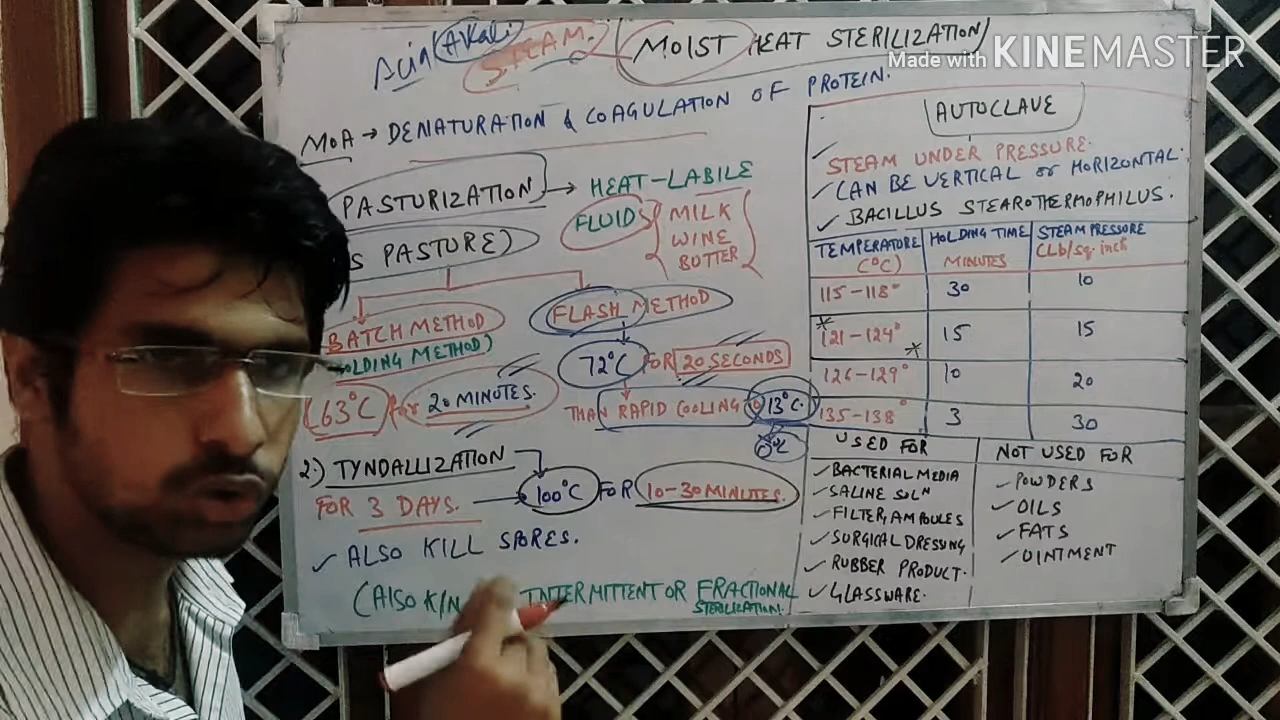 Acid Alkali
STEAM.
MOIST HEAT STERILIZATION
Made with KINEMASTER
MOA → DENATURATION & COAGULATION OF PROTEIN.
PASTURIZATION → HEAT-LABILE
FLUIDS
MILK
WINE
BUTTER
S PASTURE)
BATCH METHOD
HOLDING METHOD)
63°C for 20 MINUTES.
FLASH METHOD
72°C FOR 20 SECONDS
THAN RAPID COOLING @ 13°C.
0°C
2:) TYNDALLIZATION
FOR 3 DAYS. → 100°C FOR 10-30 MINUTES.
✓ ALSO KILL SPORES.
(AlSO K/N INTERMITTENT OR FRACTIONAL
STERILIZATION.
AUTOCLAVE
✓ STEAM UNDER PRESSURE.
✓ CAN BE VERTICAL or HORIZONTAL.
✓ BACILLUS STEAROTHERMOPHILUS.
TEMPERATURE (°C) HOLDING TIME MINUTES STEAM PRESSURE CLb/sq. inch
115-118° 30 10
*121-124°* 15 15
126-129° 10 20
135-138° 3 30
USED FOR
✓ BACTERIAL MEDIA
✓ SALINE SOLN
✓ FILTER, AMPOULES
✓ SURGICAL DRESSING
✓ RUBBER PRODUCT.
✓ GLASSWARE.
NOT USED FOR
✓ POWDERS
✓ OILS
✓ FATS
✓ OINTMENT